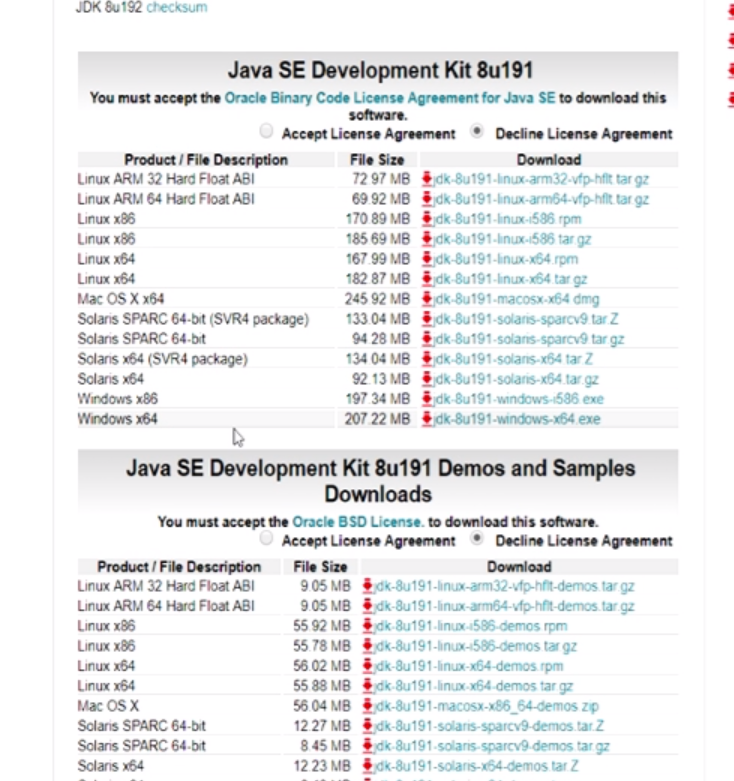 JDK 8u192 checksum
Java SE Development Kit 8u191
You must accept the Oracle Binary Code License Agreement for Java SE to download this
software.
Accept License Agreement Decline License Agreement
Product / File Description File Size Download
Linux ARM 32 Hard Float ABI 72.97 MB jdk-8u191-linux-arm32-vfp-hflt.tar.gz
Linux ARM 64 Hard Float ABI 69.92 MB jdk-8u191-linux-arm64-vfp-hflt.tar.gz
Linux x86 170.89 MB jdk-8u191-linux-i586.rpm
Linux x86 185.69 MB jdk-8u191-linux-i586.tar.gz
Linux x64 167.99 MB jdk-8u191-linux-x64.rpm
Linux x64 182.87 MB jdk-8u191-linux-x64.tar.gz
Mac OS X x64 245.92 MB jdk-8u191-macosx-x64.dmg
Solaris SPARC 64-bit (SVR4 package) 133.04 MB jdk-8u191-solaris-sparcv9.tar.Z
Solaris SPARC 64-bit 94.28 MB jdk-8u191-solaris-sparcv9.tar.gz
Solaris x64 (SVR4 package) 134.04 MB jdk-8u191-solaris-x64.tar.Z
Solaris x64 92.13 MB jdk-8u191-solaris-x64.tar.gz
Windows x86 197.34 MB jdk-8u191-windows-i586.exe
Windows x64 207.22 MB jdk-8u191-windows-x64.exe
Java SE Development Kit 8u191 Demos and Samples
Downloads
You must accept the Oracle BSD License. to download this software.
Accept License Agreement Decline License Agreement
Product / File Description File Size Download
Linux ARM 32 Hard Float ABI 9.05 MB jdk-8u191-linux-arm32-vfp-hflt-demos.tar.gz
Linux ARM 64 Hard Float ABI 9.05 MB jdk-8u191-linux-arm64-vfp-hflt-demos.tar.gz
Linux x86 55.92 MB jdk-8u191-linux-i586-demos.rpm
Linux x86 55.78 MB jdk-8u191-linux-i586-demos.tar.gz
Linux x64 56.02 MB jdk-8u191-linux-x64-demos.rpm
Linux x64 55.88 MB jdk-8u191-linux-x64-demos.tar.gz
Mac OS X 56.04 MB jdk-8u191-macosx-x86_64-demos.zip
Solaris SPARC 64-bit 12.27 MB jdk-8u191-solaris-sparcv9-demos.tar.Z
Solaris SPARC 64-bit 8.45 MB jdk-8u191-solaris-sparcv9-demos.tar.gz
Solaris x64 12.23 MB jdk-8u191-solaris-x64-demos.tar.Z